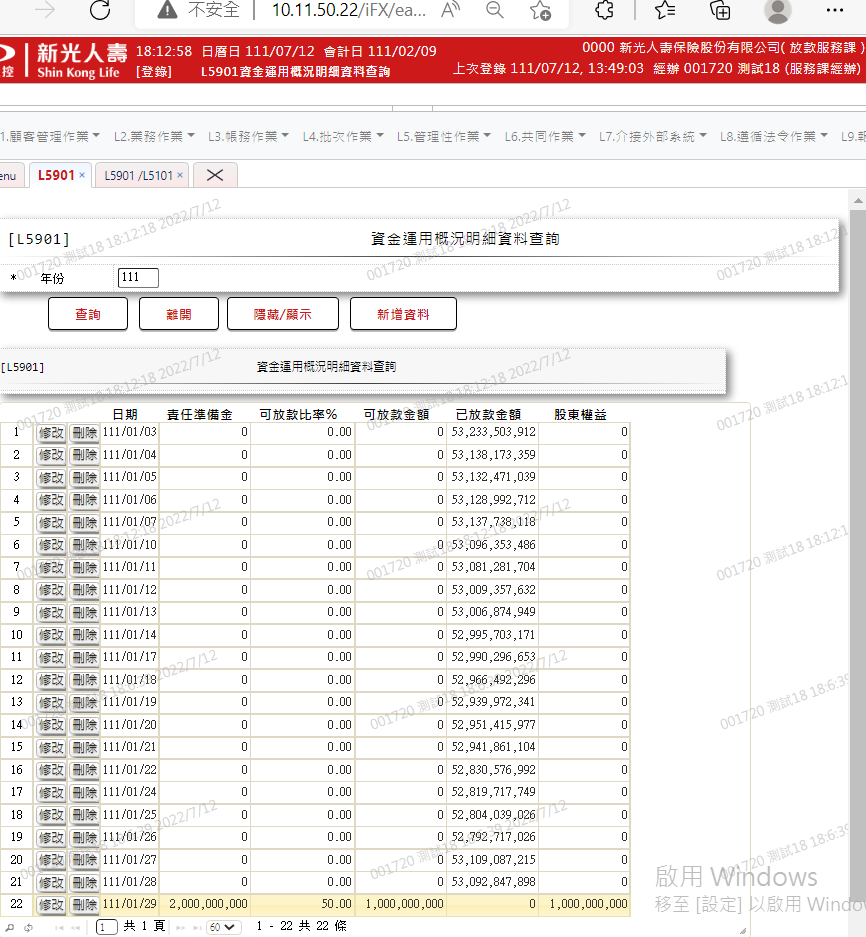 不安全 10.11.50.22/iFX/ea...
控 新光人壽 Shin Kong Life
18:12:58 日曆日 111/07/12 會計日 111/02/09
[登錄] L5901資金運用概況明細資料查詢
0000 新光人壽保險股份有限公司( 放款服務課 )
上次登錄 111/07/12, 13:49:03 經辦 001720 測試18 (服務課經辦)
1.顧客管理作業 L2.業務作業 L3.帳務作業 L4.批次作業 L5.管理性作業 L6.共同作業 L7.介接外部系統 L8.遵循法令作業 L9.
enu L5901 × L5901 /L5101 ×
[L5901] 資金運用概況明細資料查詢
* 年份 111
查詢 離開 隱藏/顯示 新增資料
[L5901] 資金運用概況明細資料查詢
日期 責任準備金 可放款比率% 可放款金額 已放款金額 股東權益
1 修改 刪除 111/01/03 0 0.00 0 53,233,503,912 0
2 修改 刪除 111/01/04 0 0.00 0 53,138,173,359 0
3 修改 刪除 111/01/05 0 0.00 0 53,132,471,039 0
4 修改 刪除 111/01/06 0 0.00 0 53,128,992,712 0
5 修改 刪除 111/01/07 0 0.00 0 53,137,738,118 0
6 修改 刪除 111/01/10 0 0.00 0 53,096,353,486 0
7 修改 刪除 111/01/11 0 0.00 0 53,081,281,704 0
8 修改 刪除 111/01/12 0 0.00 0 53,009,357,632 0
9 修改 刪除 111/01/13 0 0.00 0 53,006,874,949 0
10 修改 刪除 111/01/14 0 0.00 0 52,995,703,171 0
11 修改 刪除 111/01/17 0 0.00 0 52,990,296,653 0
12 修改 刪除 111/01/18 0 0.00 0 52,966,492,296 0
13 修改 刪除 111/01/19 0 0.00 0 52,939,972,341 0
14 修改 刪除 111/01/20 0 0.00 0 52,951,415,977 0
15 修改 刪除 111/01/21 0 0.00 0 52,941,861,104 0
16 修改 刪除 111/01/22 0 0.00 0 52,830,576,992 0
17 修改 刪除 111/01/24 0 0.00 0 52,819,717,749 0
18 修改 刪除 111/01/25 0 0.00 0 52,804,039,026 0
19 修改 刪除 111/01/26 0 0.00 0 52,792,717,026 0
20 修改 刪除 111/01/27 0 0.00 0 53,109,087,215 0
21 修改 刪除 111/01/28 0 0.00 0 53,092,847,898 0
22 修改 刪除 111/01/29 2,000,000,000 50.00 1,000,000,000 0 1,000,000,000
1 共 1 頁 60 1 - 22 共 22 條
001720 測試18 18:12:18 2022/7/12
001720 測試18 18:6:39 2022/7/12
啟用 Windows
移至 [設定] 以啟用 Windo